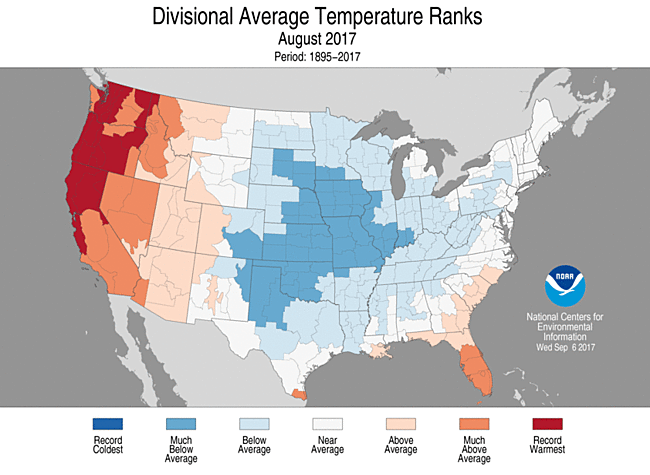 Divisional Average Temperature Ranks
August 2017
Period: 1895–2017
NOAA
National Centers for
Environmental
Information
Wed Sep 6 2017
Record
Coldest
Much
Below
Average
Below
Average
Near
Average
Above
Average
Much
Above
Average
Record
Warmest